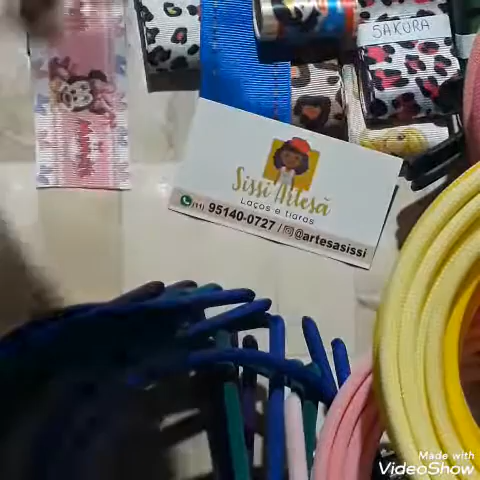 SAKURA
Sissi Artesã
Laços e tiaras
(11) 95140-0727 / @artesasissi
Made with
VideoShow